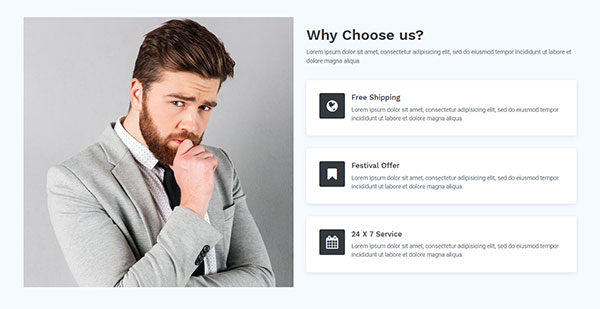 Why Choose us?
Lorem ipsum dolor sit amet, consectetur adipisicing elit, sed do eiusmod tempor incididunt ut labore et
dolore magna aliqua
Free Shipping
Lorem ipsum dolor sit amet, consectetur adipisicing elit, sed do eiusmod tempor
incididunt ut labore et dolore magna aliqua.
Festival Offer
Lorem ipsum dolor sit amet, consectetur adipisicing elit, sed do eiusmod tempor
incididunt ut labore et dolore magna aliqua.
24 X 7 Service
Lorem ipsum dolor sit amet, consectetur adipisicing elit, sed do eiusmod tempor
incididunt ut labore et dolore magna aliqua.